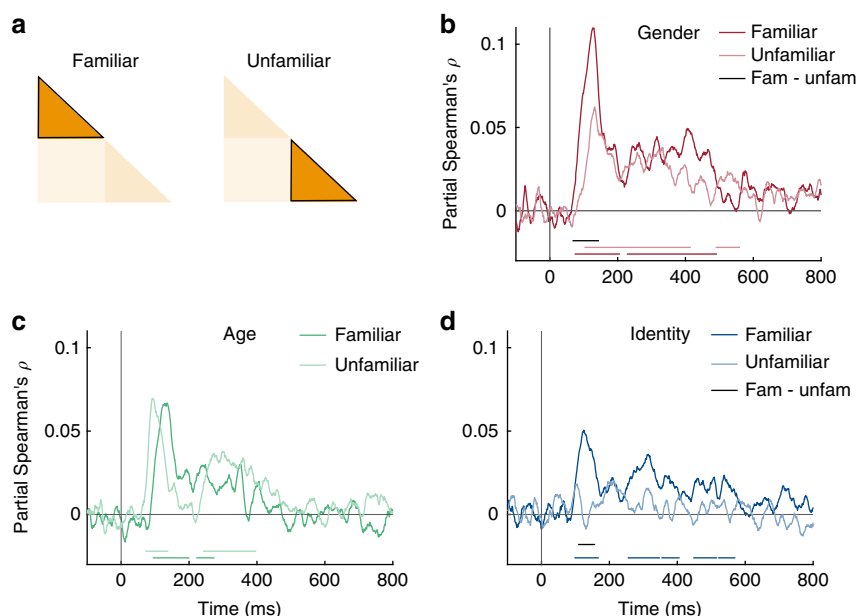 a
Familiar
Unfamiliar
b
Gender
Familiar
Unfamiliar
Fam - unfam
Partial Spearman's ρ
0.1
0.05
0
0
200
400
600
800
c
Age
Familiar
Unfamiliar
Partial Spearman's ρ
0.1
0.05
0
0
200
400
600
800
Time (ms)
d
Identity
Familiar
Unfamiliar
Fam - unfam
0.1
0.05
0
0
200
400
600
800
Time (ms)